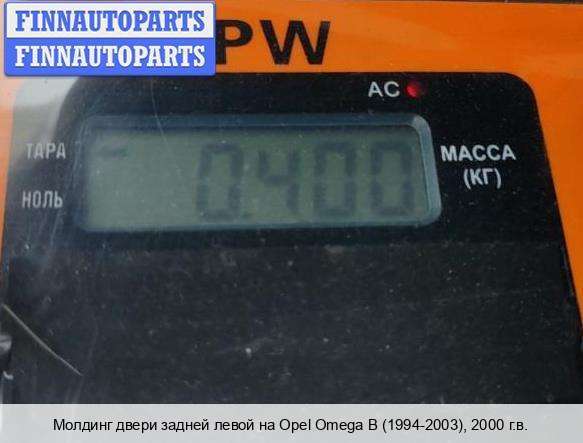 FINNAUTOPARTS
FINNAUTOPARTS
PW
AC
ТАРА
НОЛЬ
0.400
МАССА
(КГ)
Молдинг двери задней левой на Opel Omega B (1994-2003), 2000 г.в.